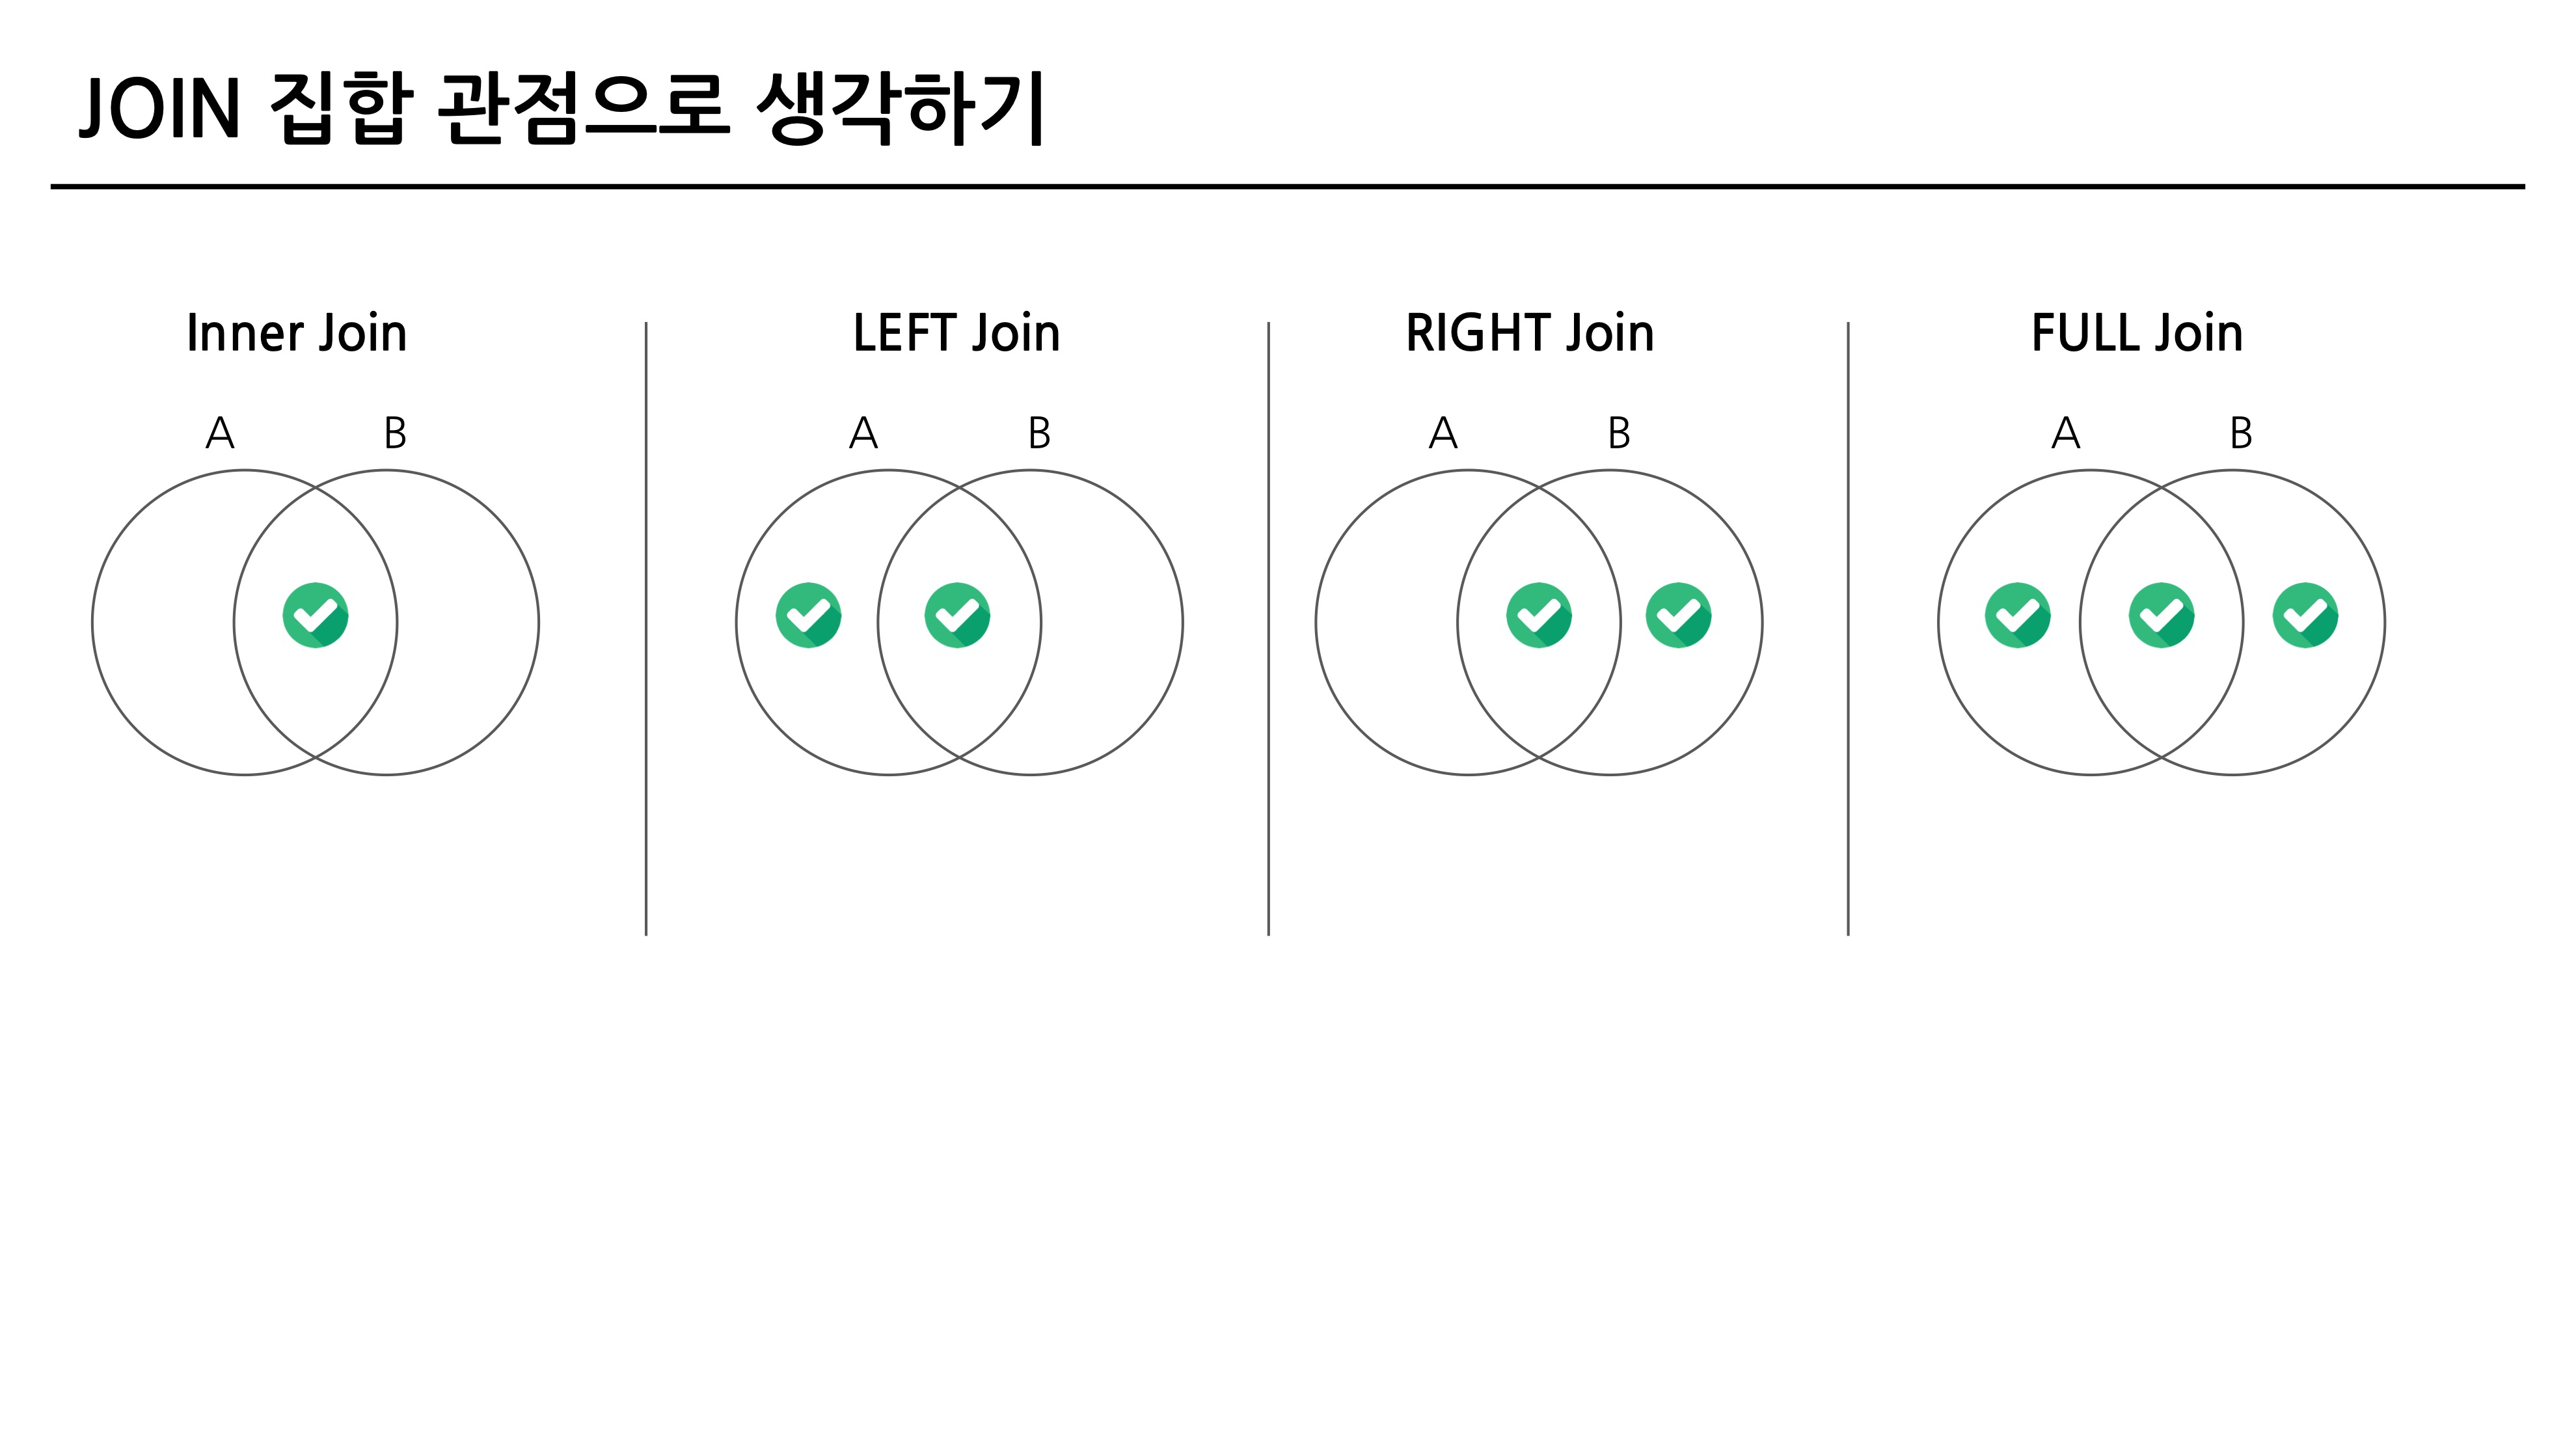 JOIN 집합 관점으로 생각하기
Inner Join
A B
LEFT Join
A B
RIGHT Join
A B
FULL Join
A B